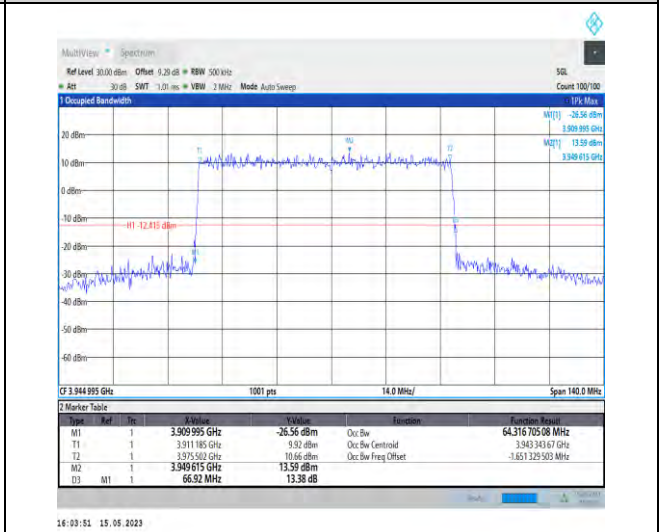 MultiView Spectrum
Ref Level 30.00 dBm Offset 9.29 dB RBW 500 kHz SGL
Att 30 dB SWT 1.01 ms VBW 2 MHz Mode Auto Sweep Count 100/100
1 Occupied Bandwidth 1Pk Max
M1[1] -26.56 dBm
3.909 995 GHz
M2[1] 13.59 dBm
3.949 615 GHz
20 dBm
M2
T1 T2
10 dBm
0 dBm
-10 dBm
H1 -12.415 dBm
-20 dBm
M1
-30 dBm
-40 dBm
-50 dBm
-60 dBm
CF 3.944 995 GHz 1001 pts 14.0 MHz/ Span 140.0 MHz
2 Marker Table
Type Ref Trc X-Value Y-Value Function Function Result
M1 1 3.909 995 GHz -26.56 dBm Occ Bw 64.316 705 08 MHz
T1 1 3.911 185 GHz 9.92 dBm Occ Bw Centroid 3.943 343 67 GHz
T2 1 3.975 502 GHz 10.66 dBm Occ Bw Freq Offset -1.651 329 503 MHz
M2 1 3.949 615 GHz 13.59 dBm
D3 M1 1 66.92 MHz 13.38 dB
16:03:51 15.05.2023